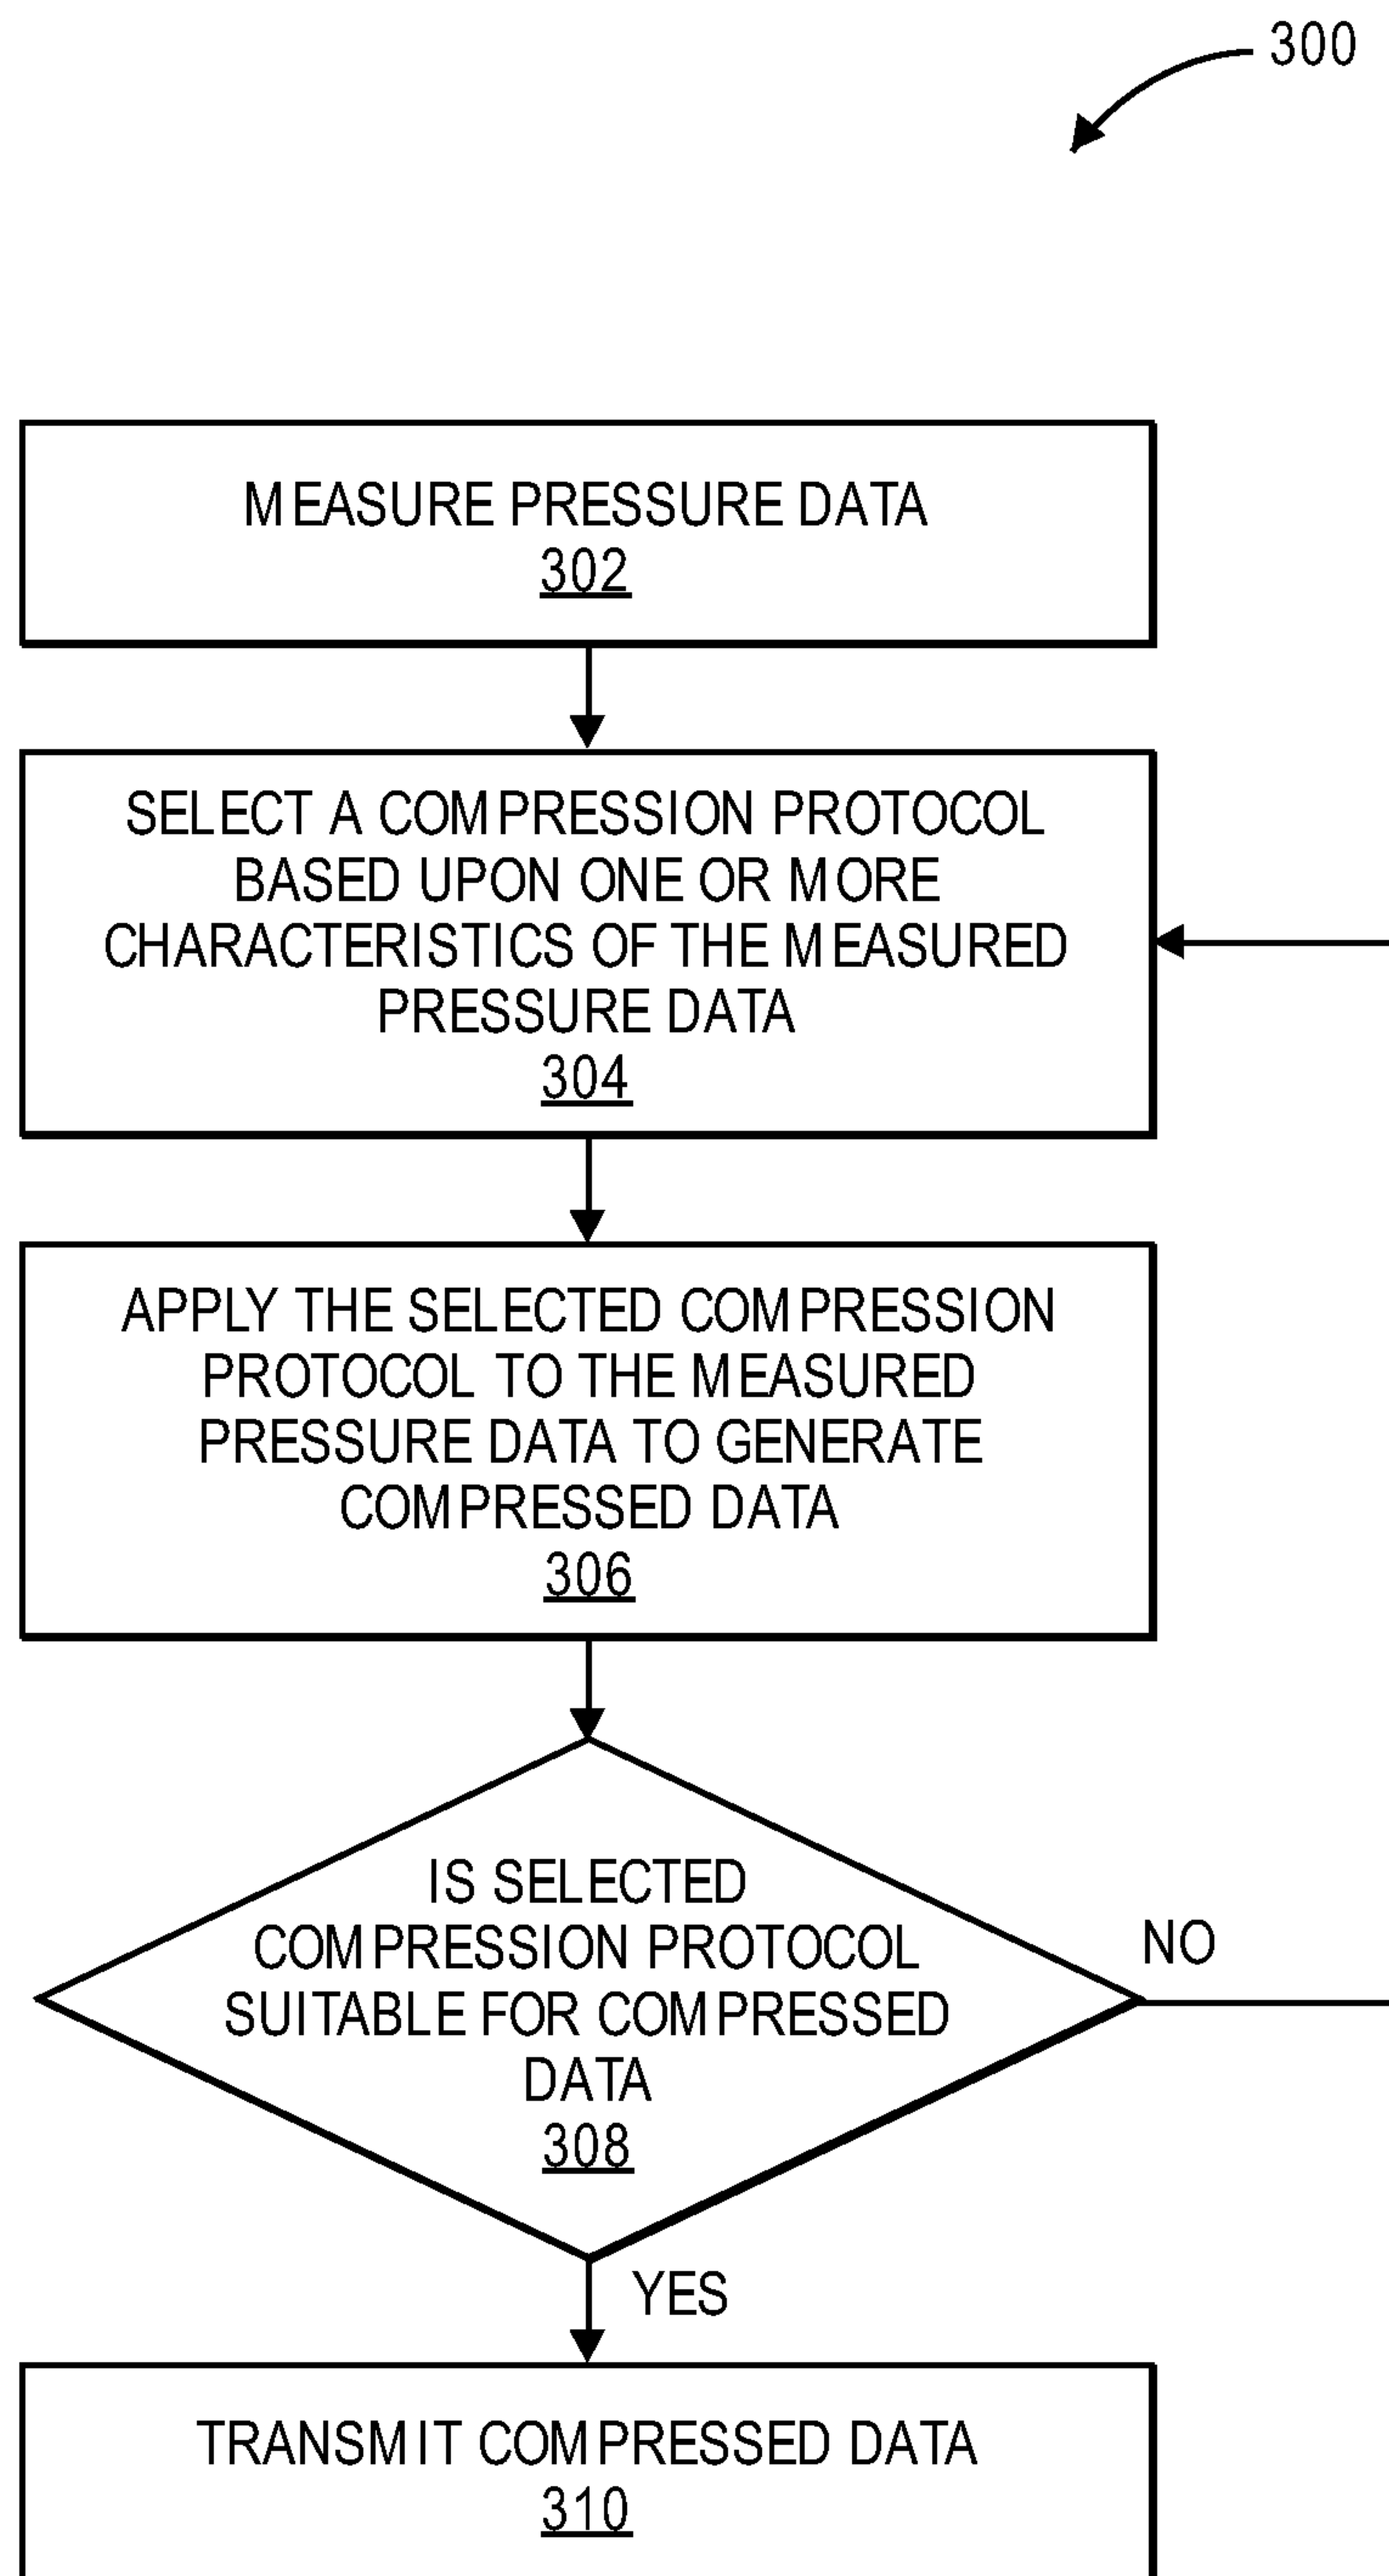 300
MEASURE PRESSURE DATA
302
SELECT A COMPRESSION PROTOCOL
BASED UPON ONE OR MORE
CHARACTERISTICS OF THE MEASURED
PRESSURE DATA
304
APPLY THE SELECTED COMPRESSION
PROTOCOL TO THE MEASURED
PRESSURE DATA TO GENERATE
COMPRESSED DATA
306
IS SELECTED
COMPRESSION PROTOCOL
SUITABLE FOR COMPRESSED
DATA
308
NO
YES
TRANSMIT COMPRESSED DATA
310